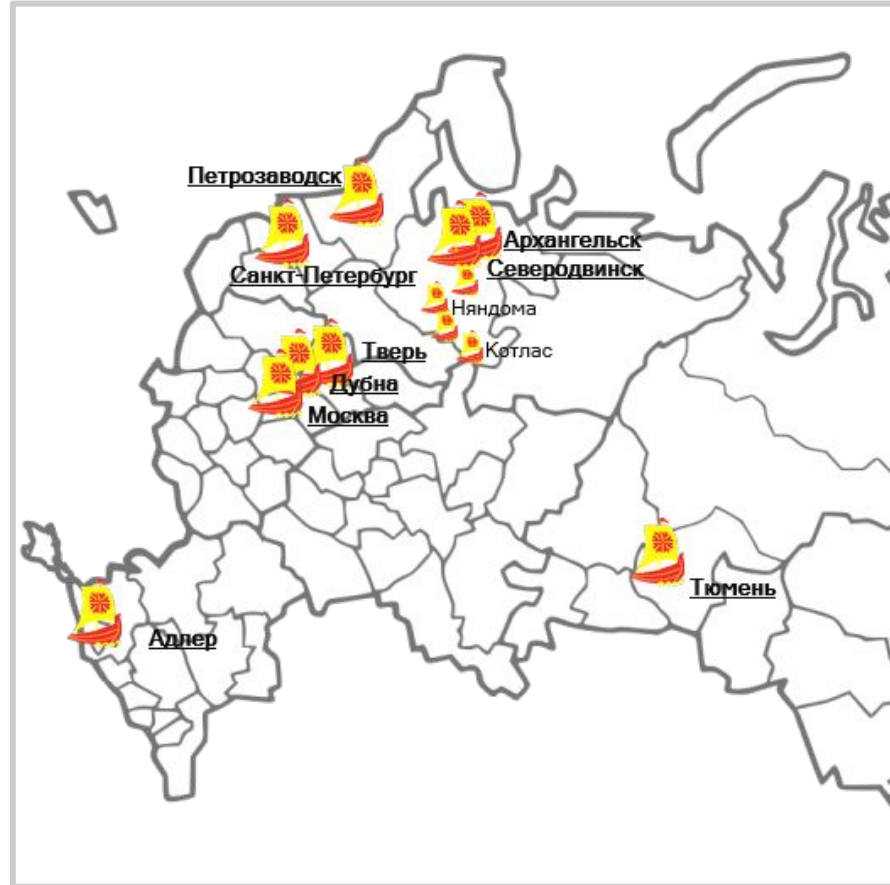 Петрозаводск
Архангельск
Санкт-Петербург
Северодвинск
Няндома
Котлас
Тверь
Дубна
Москва
Тюмень
Адлер